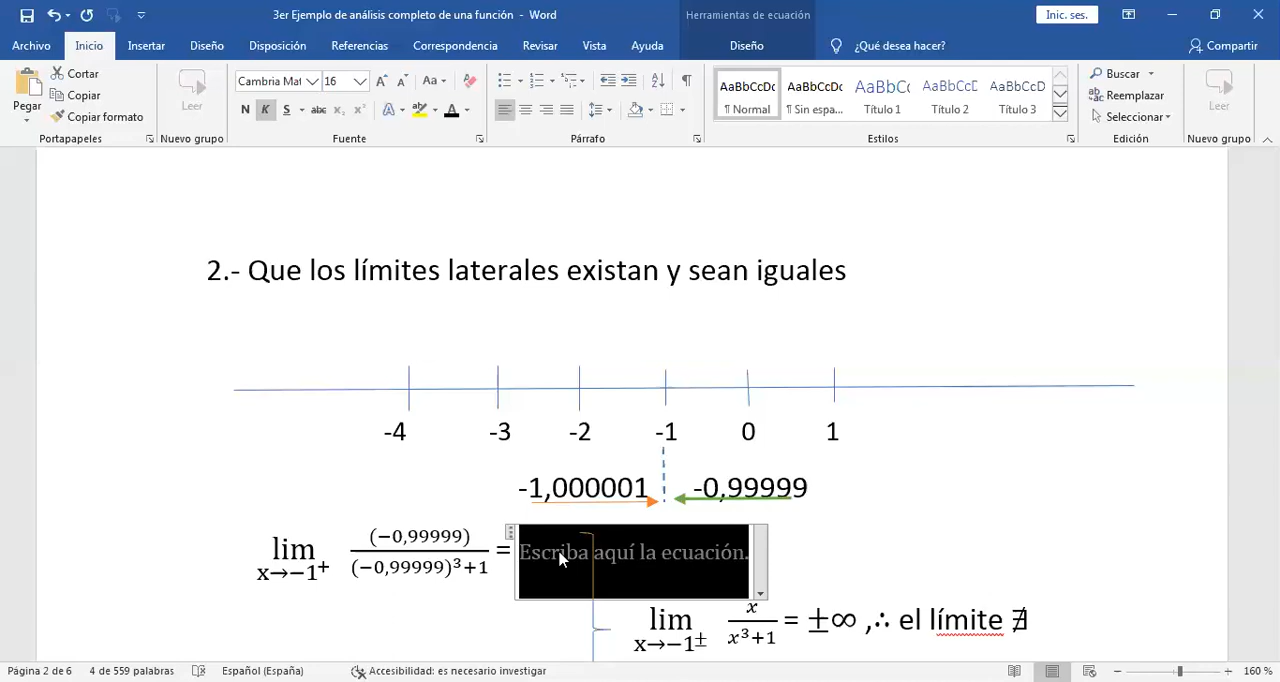 3er Ejemplo de análisis completo de una función - Word
Herramientas de ecuación
Inic. ses.
Archivo Inicio Insertar Diseño Disposición Referencias Correspondencia Revisar Vista Ayuda Diseño ¿Qué desea hacer? Compartir
Pegar
Cortar
Copiar
Copiar formato
Portapapeles
Leer
Nuevo grupo
Cambria Mat 16
N K S abc x₂ x²
Fuente
Párrafo
AaBbCcDc AaBbCcDc AaBbCc AaBbCcD AaBbCcD
¶ Normal ¶ Sin espa... Título 1 Título 2 Título 3
Estilos
Buscar
Reemplazar
Seleccionar
Edición
Leer
Nuevo grupo
2.- Que los límites laterales existan y sean iguales
-4 -3 -2 -1 0 1
-1,000001 -0,99999
lim x→−1⁺ (−0,99999)/((−0,99999)³+1) = Escriba aquí la ecuación.
lim x→−1± x/(x³+1) = ±∞ ,∴ el límite ∄
Página 2 de 6 4 de 559 palabras Español (España) Accesibilidad: es necesario investigar 160 %